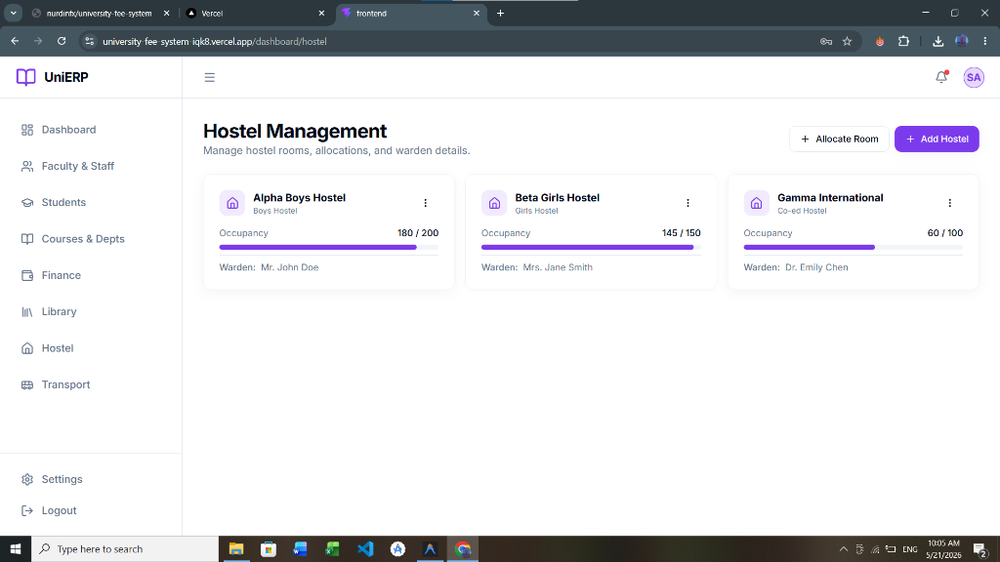 nurdinfx/university-fee-system
Vercel
frontend
university-fee-system-iqk8.vercel.app/dashboard/hostel
UniERP
SA
Dashboard
Faculty & Staff
Students
Courses & Depts
Finance
Library
Hostel
Transport
Settings
Logout
Hostel Management
Manage hostel rooms, allocations, and warden details.
Allocate Room
Add Hostel
Alpha Boys Hostel
Boys Hostel
Occupancy 180 / 200
Warden: Mr. John Doe
Beta Girls Hostel
Girls Hostel
Occupancy 145 / 150
Warden: Mrs. Jane Smith
Gamma International
Co-ed Hostel
Occupancy 60 / 100
Warden: Dr. Emily Chen
Type here to search
ENG
10:05 AM
5/21/2026
2